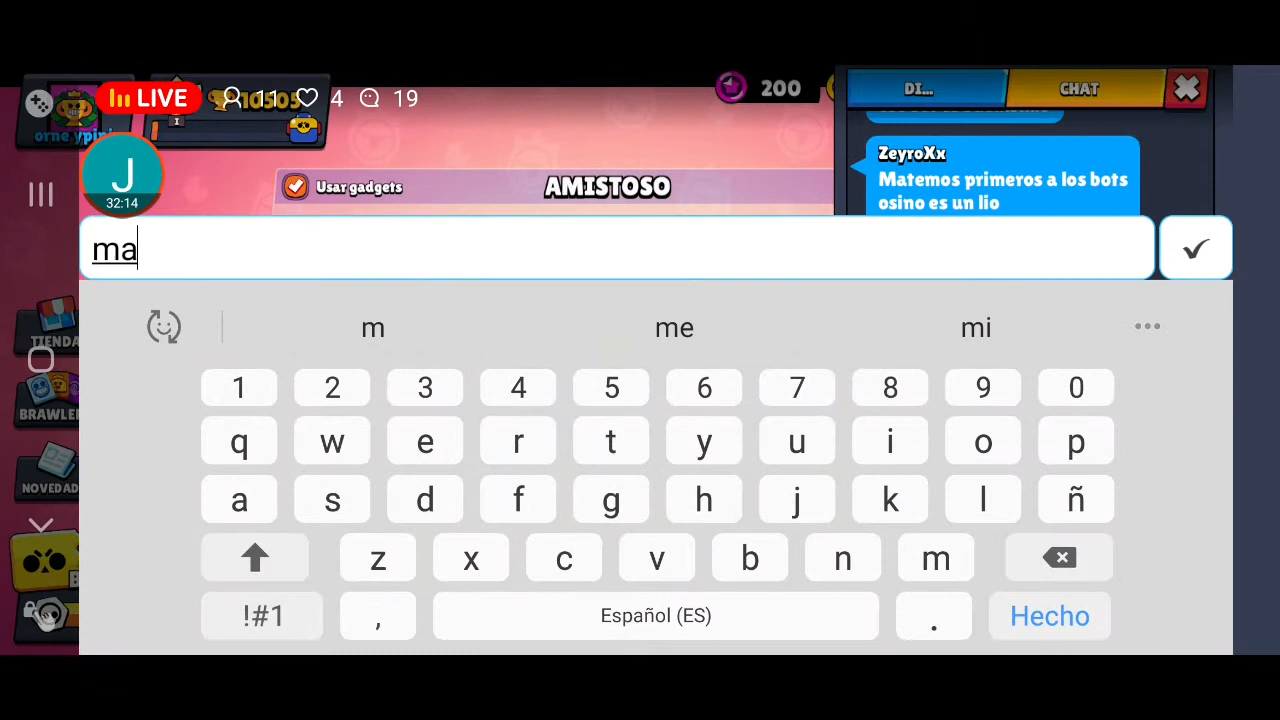 LIVE 11 4 19
10505
200
DI...
CHAT
J
32:14
Usar gadgets
AMISTOSO
ZeyroXx
Matemos primeros a los bots
osino es un lio
ma
m me mi
1 2 3 4 5 6 7 8 9 0
q w e r t y u i o p
a s d f g h j k l ñ
z x c v b n m
!#1 , Español (ES) . Hecho
TIENDA
BRAWLE
NOVEDAD